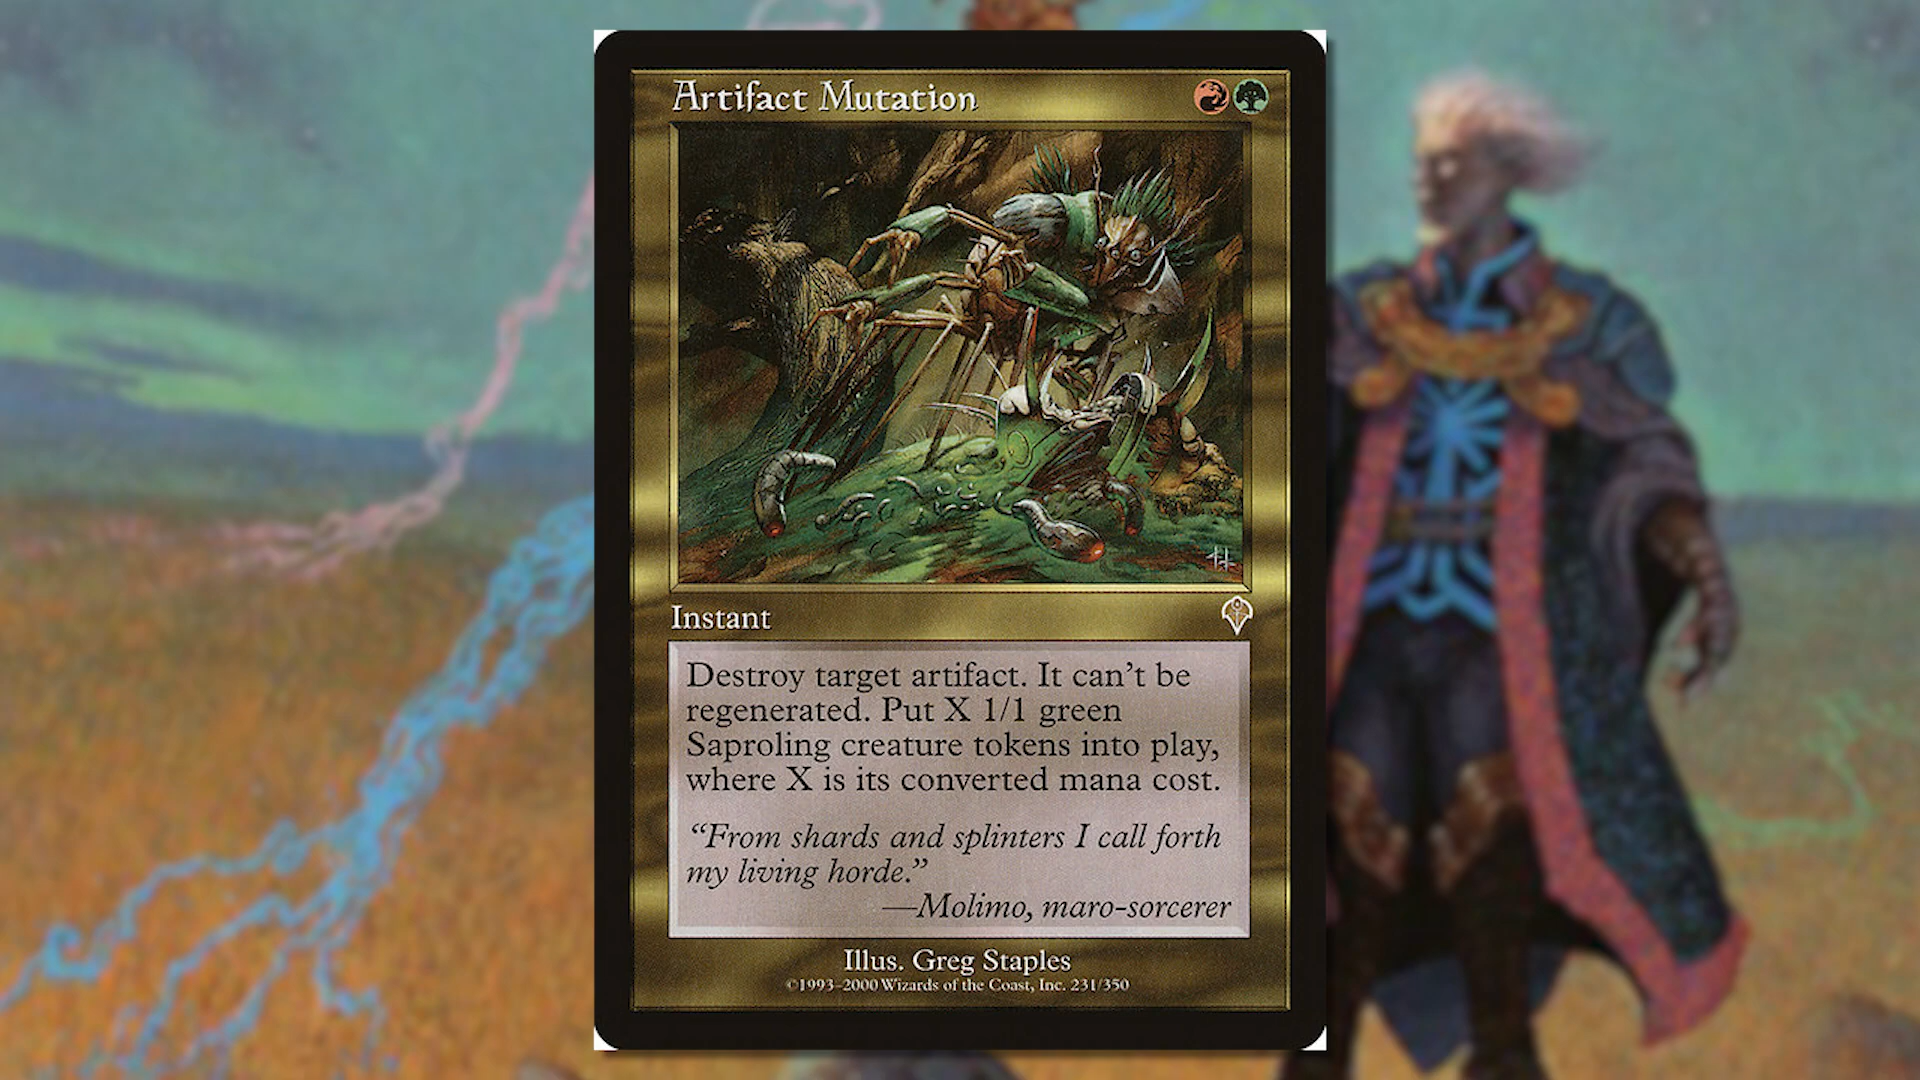 Artifact Mutation
Instant
Destroy target artifact. It can't be
regenerated. Put X 1/1 green
Saproling creature tokens into play,
where X is its converted mana cost.
"From shards and splinters I call forth
my living horde."
—Molimo, maro-sorcerer
Illus. Greg Staples
©1993-2000 Wizards of the Coast, Inc. 231/350